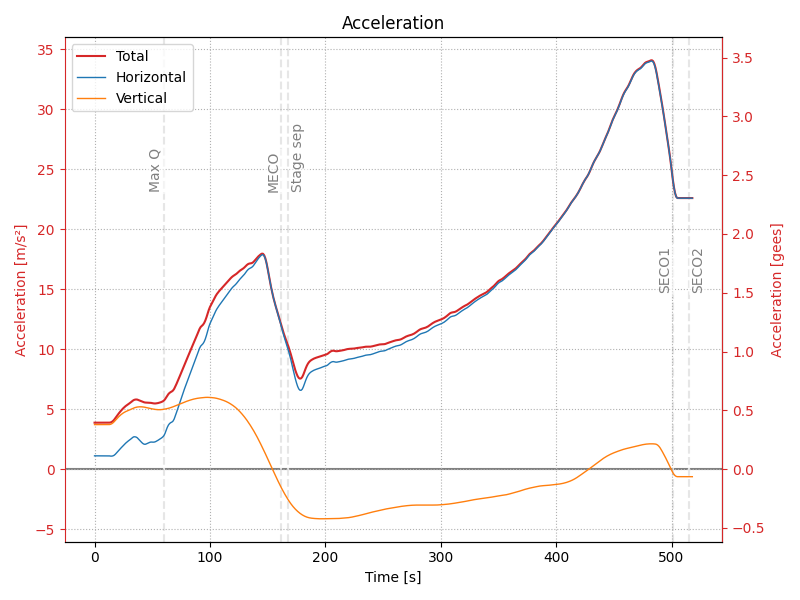 Acceleration
Total
Horizontal
Vertical
Max Q
MECO
Stage sep
SECO1
SECO2
35
30
25
20
15
10
5
0
−5
3.5
3.0
2.5
2.0
1.5
1.0
0.5
0.0
−0.5
0 100 200 300 400 500
Time [s]
Acceleration [m/s²]
Acceleration [gees]